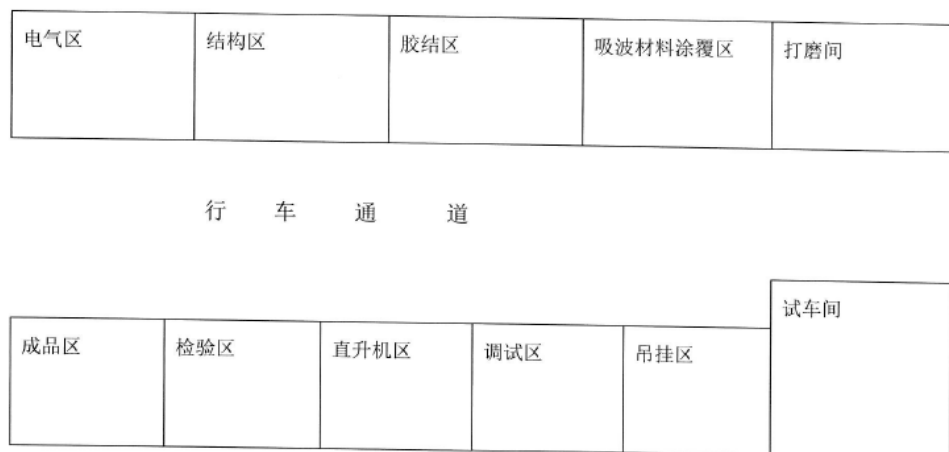 电气区 结构区 胶结区 吸波材料涂覆区 打磨间
行 车 通 道
试车间
成品区 检验区 直升机区 调试区 吊挂区